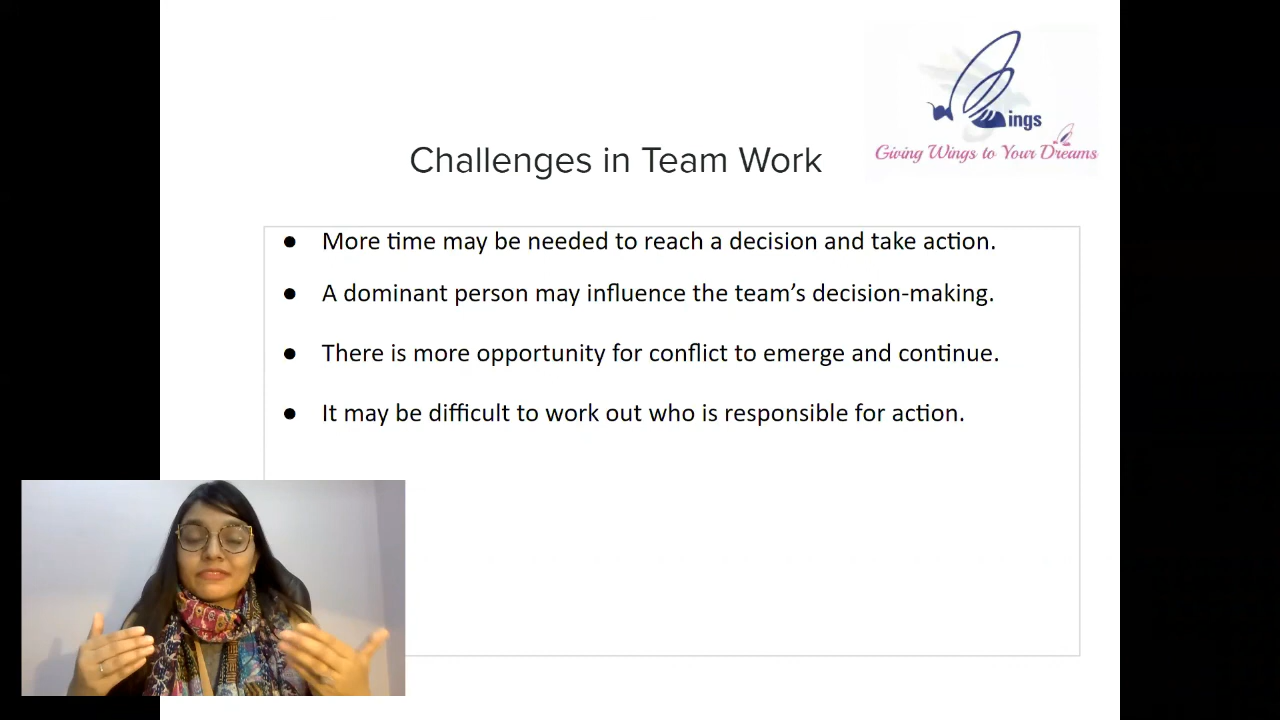 ings
Giving Wings to Your Dreams
Challenges in Team Work
● More time may be needed to reach a decision and take action.
● A dominant person may influence the team’s decision-making.
● There is more opportunity for conflict to emerge and continue.
● It may be difficult to work out who is responsible for action.